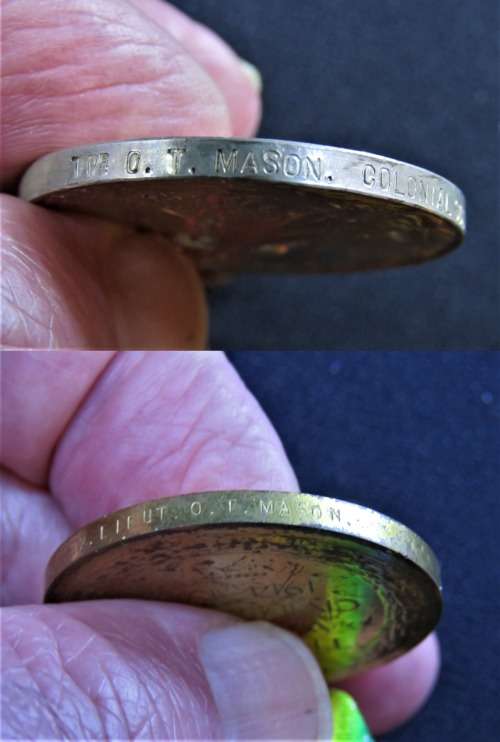 TPR O. T. MASON. COLONIAL
LIEUT. O. T. MASON.